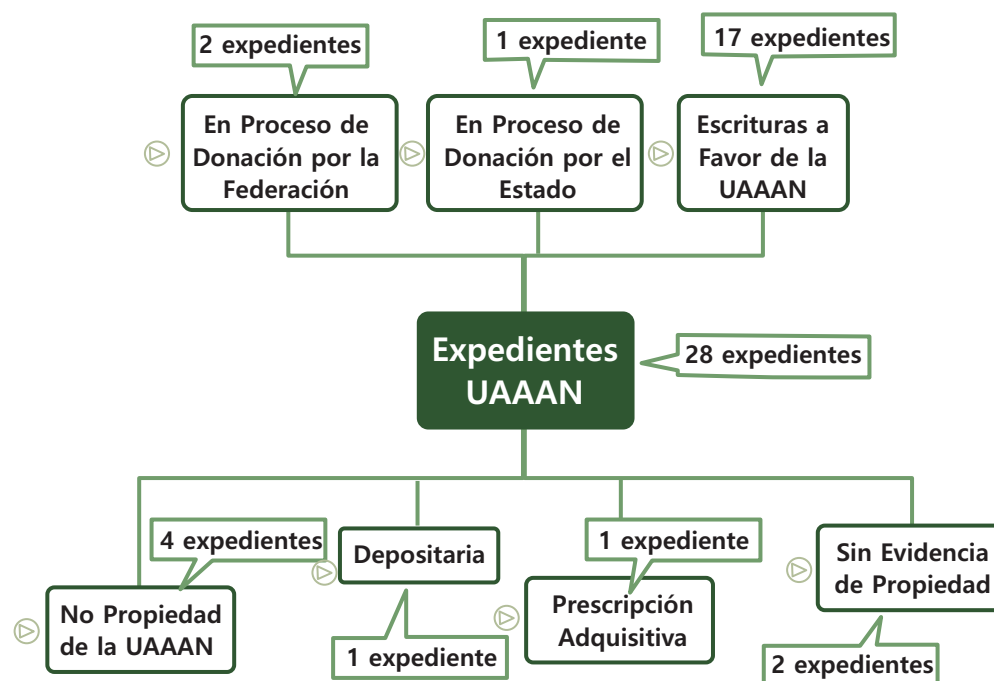 2 expedientes
1 expediente
17 expedientes
En Proceso de
Donación por la
Federación
En Proceso de
Donación por el
Estado
Escrituras a
Favor de la
UAAAN
Expedientes
UAAAN
28 expedientes
4 expedientes
No Propiedad
de la UAAAN
Depositaria
1 expediente
1 expediente
Prescripción
Adquisitiva
Sin Evidencia
de Propiedad
2 expedientes